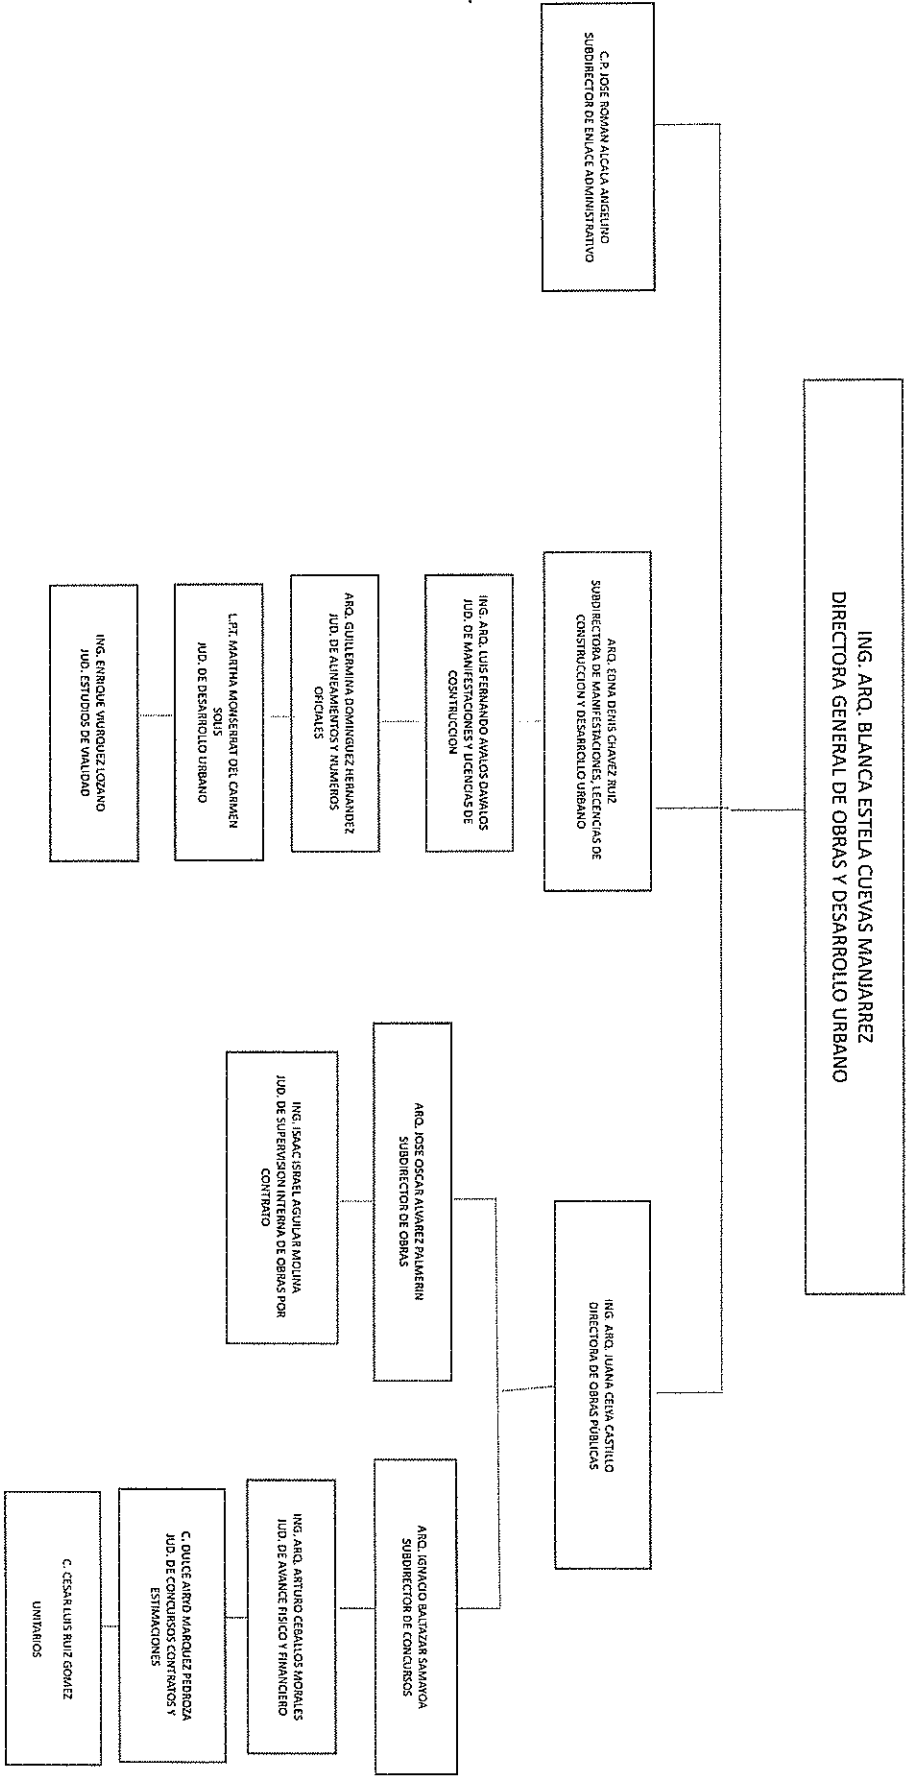 ING. ARQ. BLANCA ESTELA CUEVAS MANJARREZ
DIRECTORA GENERAL DE OBRAS Y DESARROLLO URBANO
C.P. JOSE ROMAN ALCALA ANGELINO
SUBDIRECTOR DE ENLACE ADMINISTRATIVO
ARQ. EDNA DENIS CHAVEZ RUIZ
SUBDIRECTORA DE MANIFESTACIONES, LECENCIAS DE
CONSTRUCCION Y DESARROLLO URBANO
ING. ARQ. LUIS FERNANDO AVALOS DAVALOS
JUD. DE MANIFESTACIONES Y LICENCIAS DE
COSNTRUCCION
ARQ. GUILLERMINA DOMINGUEZ HERNANDEZ
JUD. DE ALINEAMIENTOS Y NUMEROS
OFICIALES
L.P.T. MARTHA MONSERRAT DEL CARMEN
SOLIS
JUD. DE DESARROLLO URBANO
ING. ENRIQUE VIURQUEZ LOZANO
JUD. ESTUDIOS DE VIALIDAD
ING. ARQ. JUANA CELYA CASTILLO
DIRECTORA DE OBRAS PÚBLICAS
ARQ. JOSE OSCAR ALVAREZ PALMERIN
SUBDIRECTOR DE OBRAS
ING. ISAAC ISRAEL AGUILAR MOLINA
JUD. DE SUPERVISION INTERNA DE OBRAS POR
CONTRATO
ARQ. IGNACIO BALTAZAR SAMAYOA
SUBDIRECTOR DE CONCURSOS
ING. ARQ. ARTURO CEBALLOS MORALES
JUD. DE AVANCE FISICO Y FINANCIERO
C. DULCE AIRYD MARQUEZ PEDROZA
JUD. DE CONCURSOS CONTRATOS Y
ESTIMACIONES
C. CESAR LUIS RUIZ GOMEZ
UNITARIOS